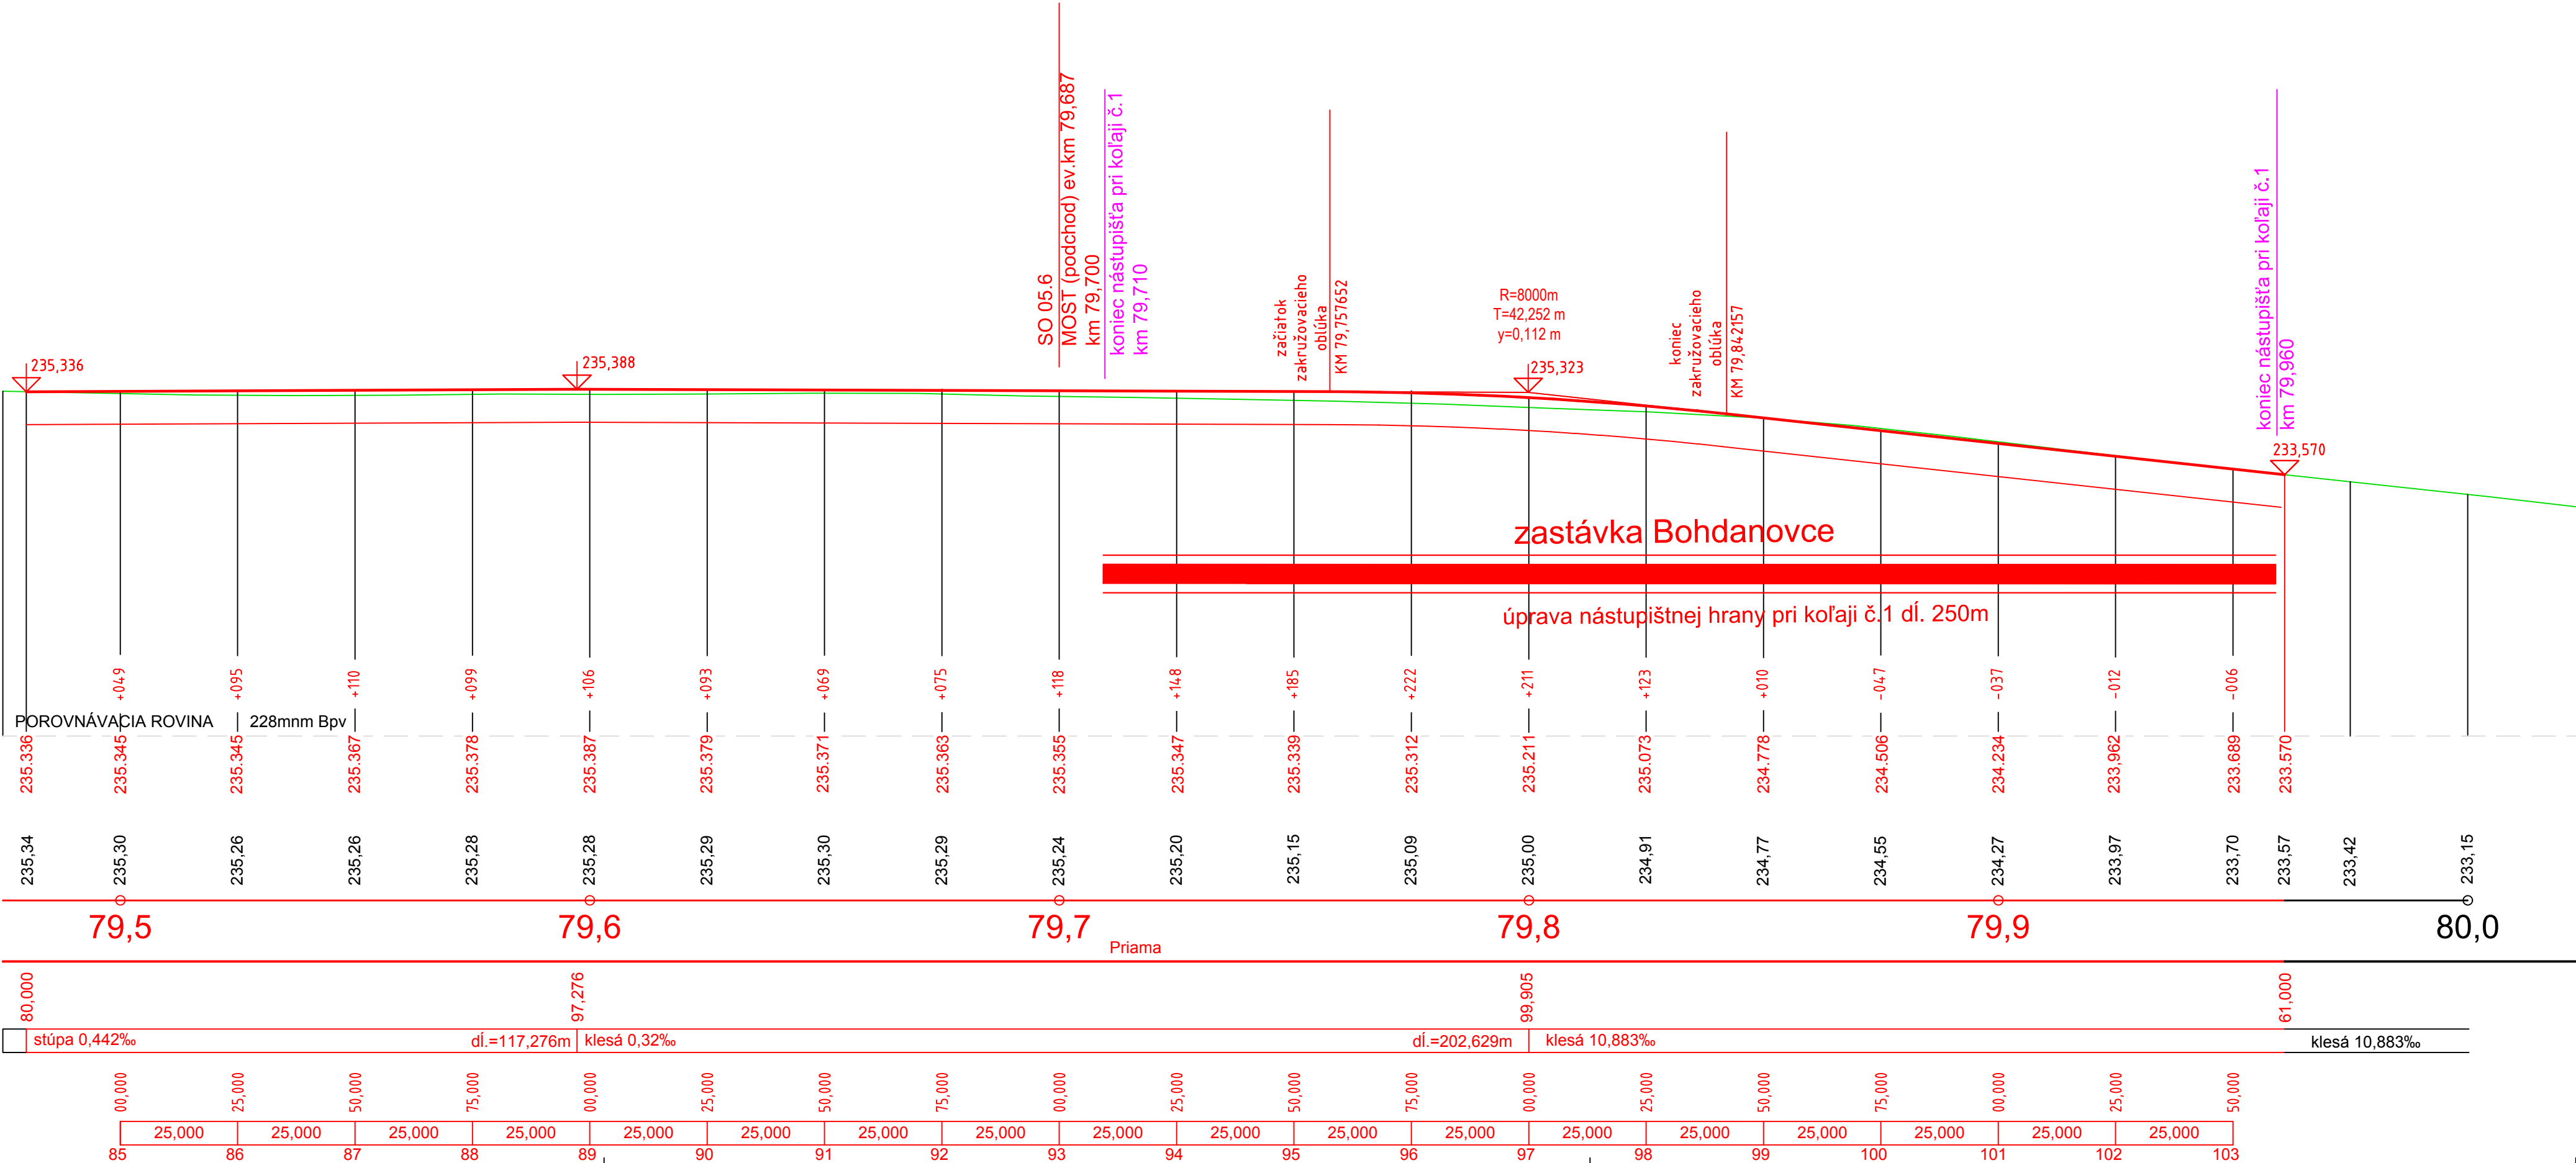 SO 05.6
MOST (podchod) ev.km 79,687
km 79,700
koniec nástupišťa pri koľaji č.1
km 79,710
začiatok
zakružovacieho
oblúka
KM 79,757652
R=8000m
T=42,252 m
y=0,112 m
koniec
zakružovacieho
oblúka
KM 79,842157
koniec nástupišťa pri koľaji č.1
km 79,960
235,336
235,388
235,323
233,570
zastávka Bohdanovce
úprava nástupištnej hrany pri koľaji č.1 dĺ. 250m
+049 +095 +110 +099 +106 +093 +069 +075 +118 +148 +185 +222 +211 +123 +010 -047 -037 -012 -006
POROVNÁVACIA ROVINA 228mnm Bpv
235.336 235.345 235.345 235.367 235.378 235.387 235.379 235.371 235.363 235.355 235.347 235.339 235.312 235.211 235.073 234.778 234.506 234.234 233,962 233.689 233.570
235,34 235,30 235,26 235,26 235,28 235,28 235,29 235,30 235,29 235,24 235,20 235,15 235,09 235,00 234,91 234,77 234,55 234,27 233,97 233,70 233,57 233,42 233,15
79,5 79,6 79,7 79,8 79,9 80,0
Priama
80,000 97,276 99,905 61,000
stúpa 0,442‰ dĺ.=117,276m klesá 0,32‰ dĺ.=202,629m klesá 10,883‰ klesá 10,883‰
00,000 25,000 50,000 75,000 00,000 25,000 50,000 75,000 00,000 25,000 50,000 75,000 00,000 25,000 50,000 75,000 00,000 25,000 50,000
25,000 25,000 25,000 25,000 25,000 25,000 25,000 25,000 25,000 25,000 25,000 25,000 25,000 25,000 25,000 25,000 25,000 25,000
85 86 87 88 89 90 91 92 93 94 95 96 97 98 99 100 101 102 103